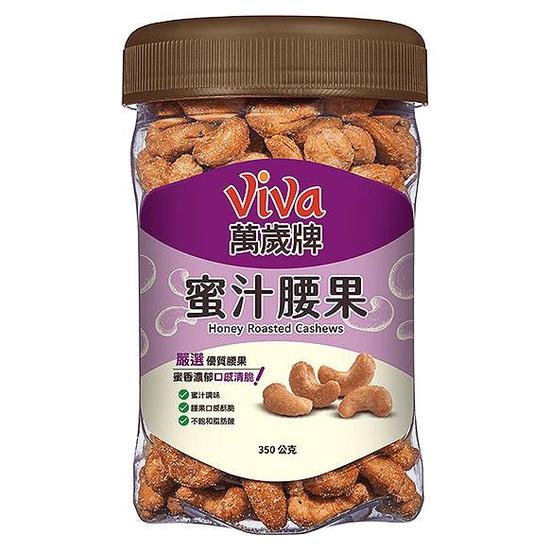 Viva
萬歲牌
蜜汁腰果
Honey Roasted Cashews
嚴選 優質腰果
蜜香濃郁口感清脆!
蜜汁調味
腰果口感酥脆
不飽和脂肪酸
350 公克